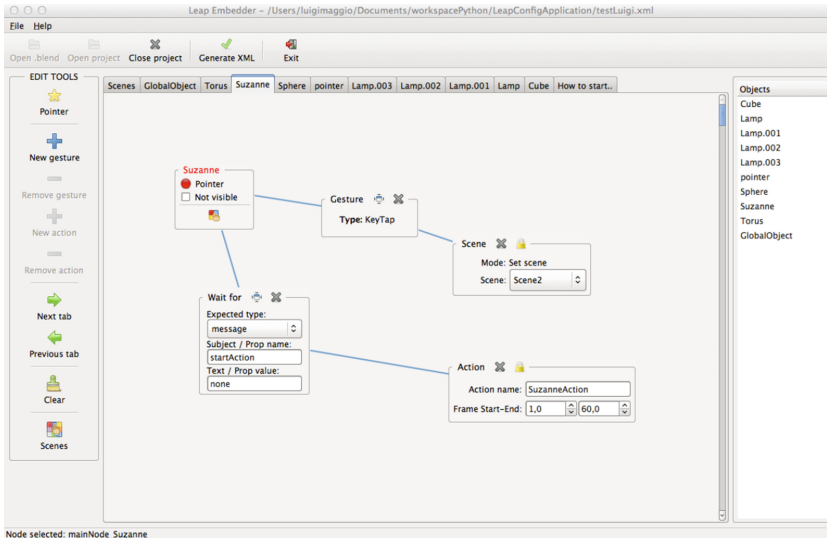 Leap Embedder – /Users/luigimaggio/Documents/workspacePython/LeapConfigApplication/testLuigi.xml
File Help
Open .blend Open project Close project Generate XML Exit
EDIT TOOLS
Pointer
New gesture
Remove gesture
New action
Remove action
Next tab
Previous tab
Clear
Scenes
Scenes GlobalObject Torus Suzanne Sphere pointer Lamp.003 Lamp.002 Lamp.001 Lamp Cube How to start..
Suzanne
Pointer
Not visible
Gesture
Type: KeyTap
Scene
Mode: Set scene
Scene: Scene2
Wait for
Expected type:
message
Subject / Prop name:
startAction
Text / Prop value:
none
Action
Action name: SuzanneAction
Frame Start-End: 1,0 60,0
Objects
Cube
Lamp
Lamp.001
Lamp.002
Lamp.003
pointer
Sphere
Suzanne
Torus
GlobalObject
Node selected: mainNode Suzanne